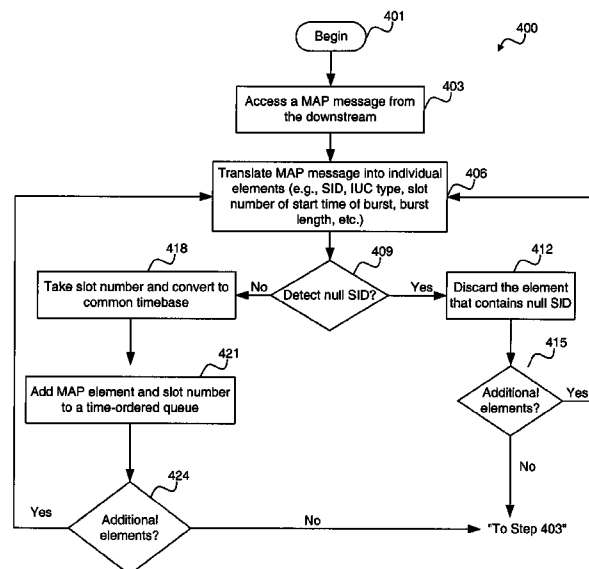 401
Begin
400
403
Access a MAP message from
the downstream
Translate MAP message into individual
elements (e.g., SID, IUC type, slot
number of start time of burst, burst
length, etc.)
406
418
409
412
Take slot number and convert to
common timebase
No
Detect null SID?
Yes
Discard the element
that contains null SID
421
415
Add MAP element and slot number
to a time-ordered queue
Additional
elements?
Yes
424
No
Yes
Additional
elements?
No
"To Step 403"